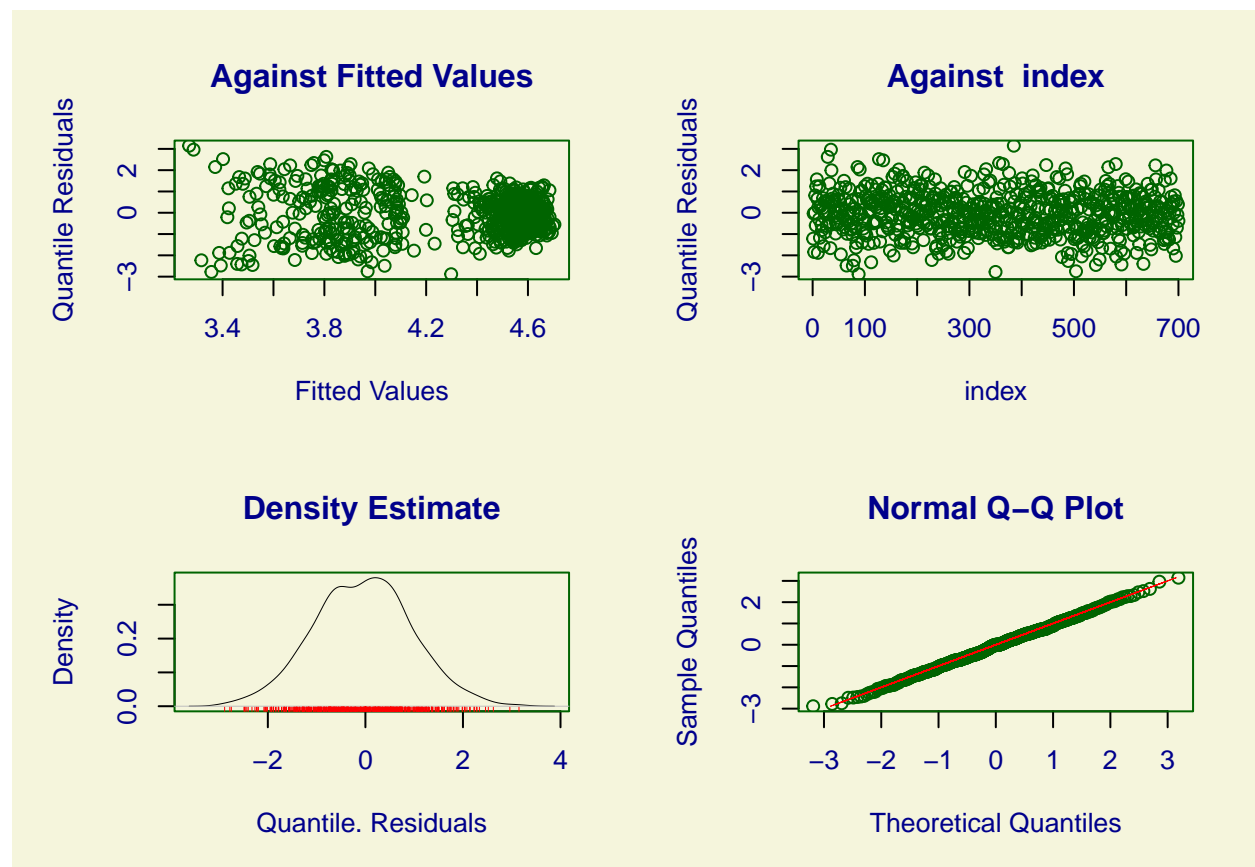 Against Fitted Values
Quantile Residuals
−3 0 2
3.4 3.8 4.2 4.6
Fitted Values
Against  index
Quantile Residuals
−3 0 2
0 100 300 500 700
index
Density Estimate
Density
0.0 0.2
−2 0 2 4
Quantile. Residuals
Normal Q−Q Plot
Sample Quantiles
−3 0 2
−3 −2 −1 0 1 2 3
Theoretical Quantiles